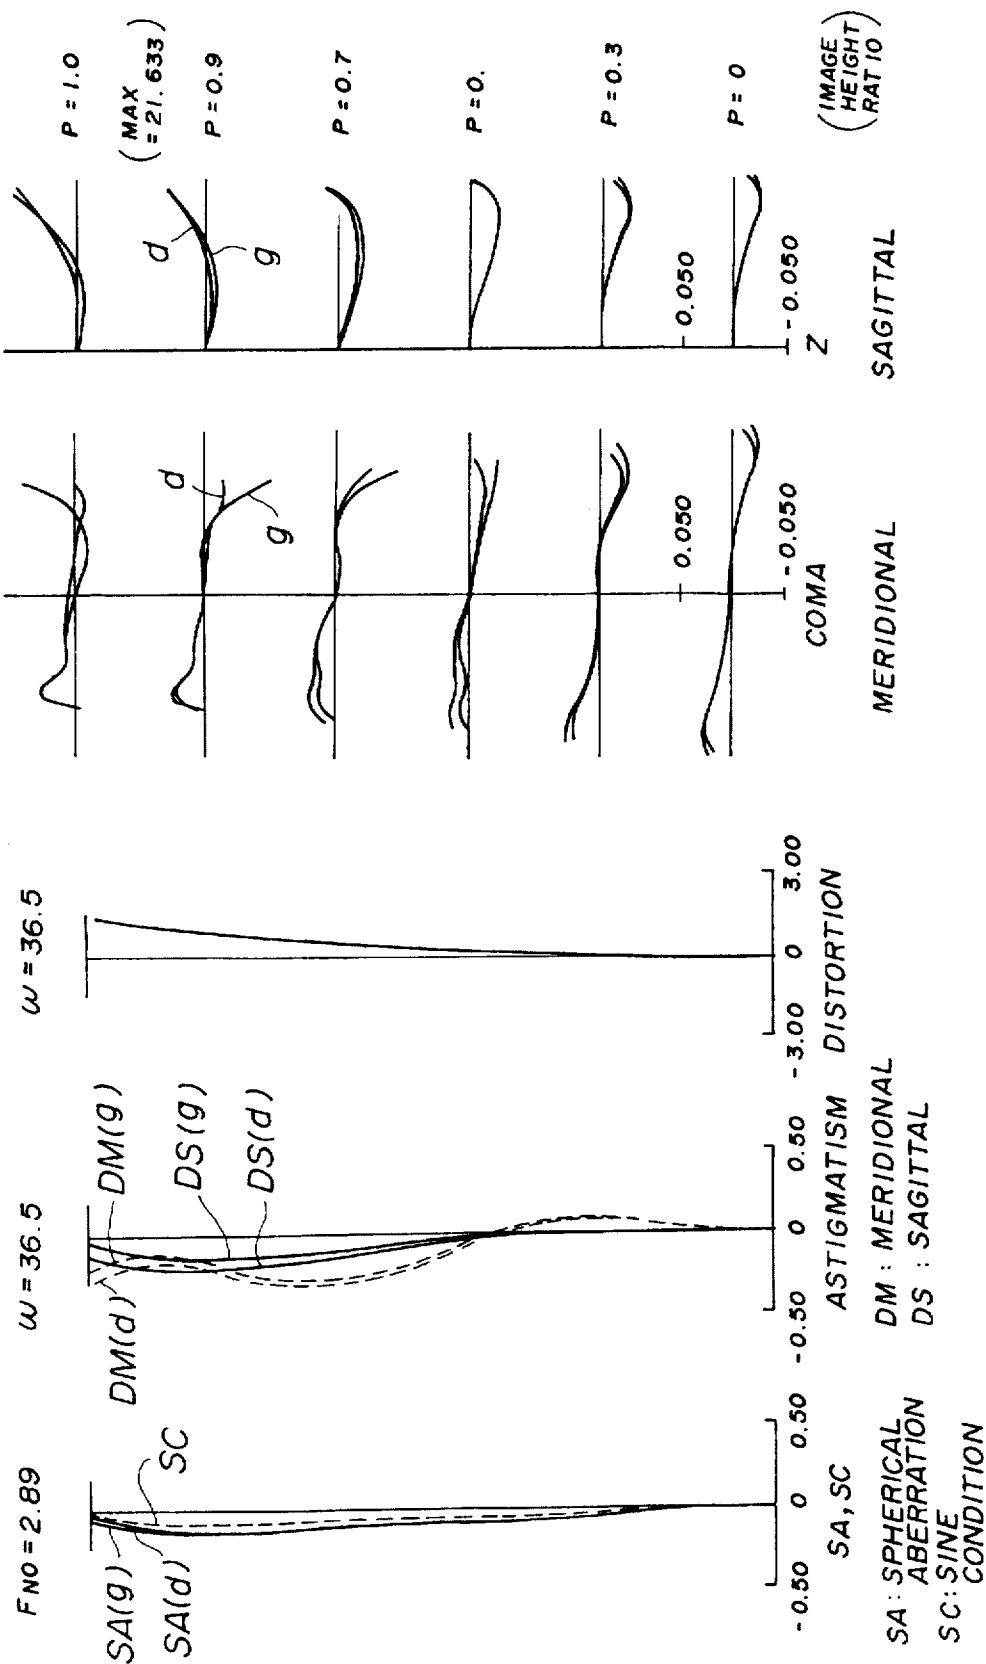 FNO=2.89
SA(g)
SA(d)
SC
-0.50
0
0.50
SA,SC
SA: SPHERICAL
ABERRATION
SC: SINE
CONDITION
ω=36.5
DM(g)
DM(d)
DS(g)
DS(d)
-0.50
0
0.50
ASTIGMATISM
DM: MERIDIONAL
DS: SAGITTAL
ω=36.5
-3.00
0
3.00
DISTORTION
d
g
0.050
-0.050
COMA
MERIDIONAL
d
g
0.050
-0.050
Z
SAGITTAL
P=1.0
(MAX
=21.633)
P=0.9
P=0.7
P=0.
P=0.3
P=0
(IMAGE
HEIGHT
RATIO)